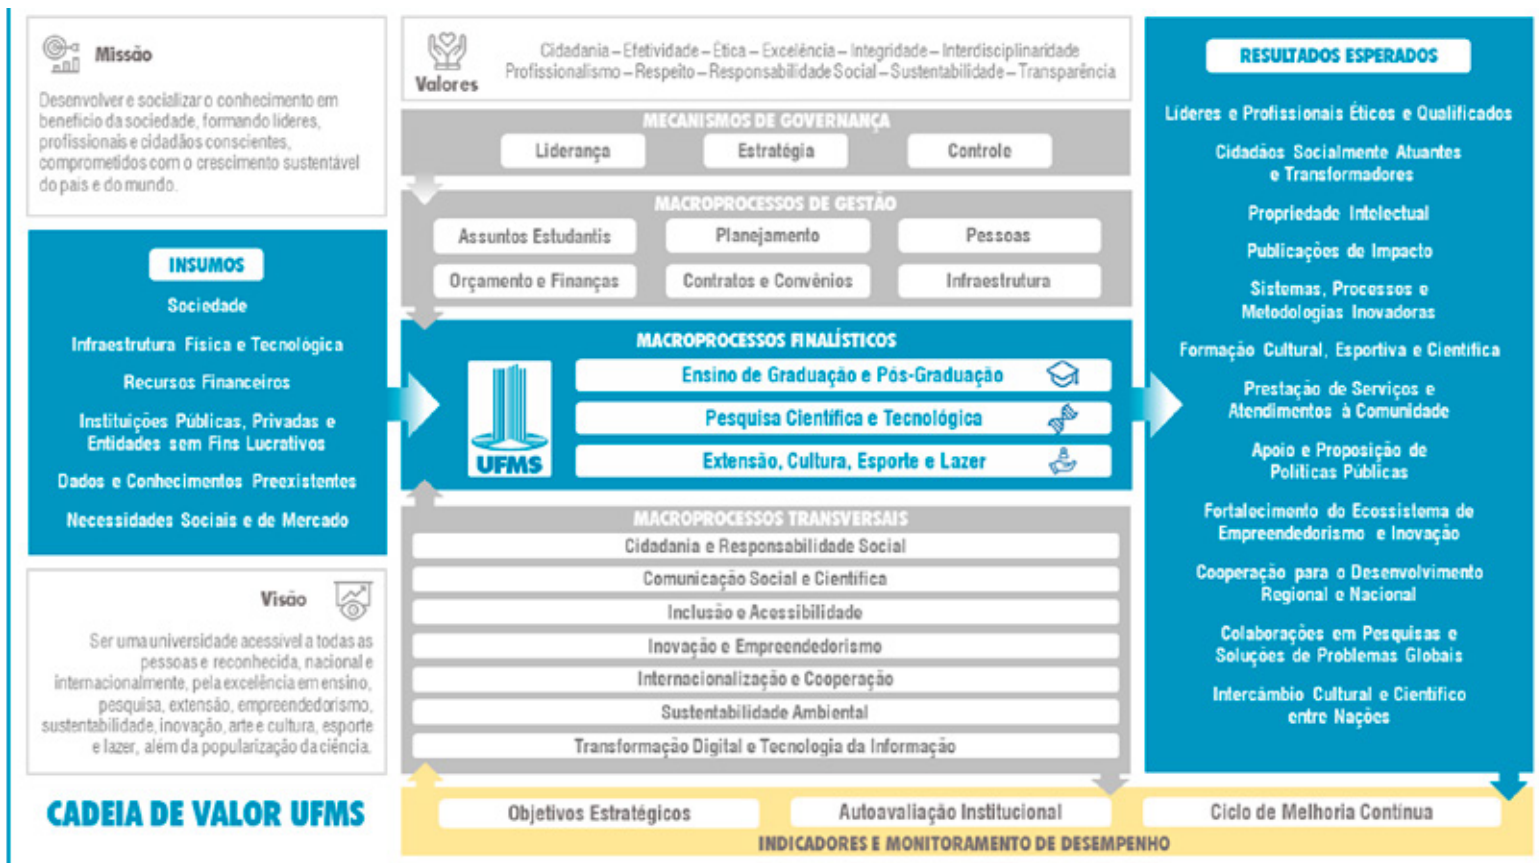 Missão
Desenvolver e socializar o conhecimento em
benefício da sociedade, formando líderes,
profissionais e cidadãos conscientes,
comprometidos com o crescimento sustentável
do país e do mundo.
INSUMOS
Sociedade
Infraestrutura Física e Tecnológica
Recursos Financeiros
Instituições Públicas, Privadas e
Entidades sem Fins Lucrativos
Dados e Conhecimentos Preexistentes
Necessidades Sociais e de Mercado
Visão
Ser uma universidade acessível a todas as
pessoas e reconhecida, nacional e
internacionalmente, pela excelência em ensino,
pesquisa, extensão, empreendedorismo,
sustentabilidade, inovação, arte e cultura, esporte
e lazer, além da popularização da ciência.
CADEIA DE VALOR UFMS
Valores
Cidadania – Efetividade – Ética – Excelência – Integridade – Interdisciplinaridade
Profissionalismo – Respeito – Responsabilidade Social – Sustentabilidade – Transparência
MECANISMOS DE GOVERNANÇA
Liderança
Estratégia
Controle
MACROPROCESSOS DE GESTÃO
Assuntos Estudantis
Planejamento
Pessoas
Orçamento e Finanças
Contratos e Convênios
Infraestrutura
MACROPROCESSOS FINALÍSTICOS
UFMS
Ensino de Graduação e Pós-Graduação
Pesquisa Científica e Tecnológica
Extensão, Cultura, Esporte e Lazer
MACROPROCESSOS TRANSVERSAIS
Cidadania e Responsabilidade Social
Comunicação Social e Científica
Inclusão e Acessibilidade
Inovação e Empreendedorismo
Internacionalização e Cooperação
Sustentabilidade Ambiental
Transformação Digital e Tecnologia da Informação
RESULTADOS ESPERADOS
Líderes e Profissionais Éticos e Qualificados
Cidadãos Socialmente Atuantes
e Transformadores
Propriedade Intelectual
Publicações de Impacto
Sistemas, Processos e
Metodologias Inovadoras
Formação Cultural, Esportiva e Científica
Prestação de Serviços e
Atendimentos à Comunidade
Apoio e Proposição de
Políticas Públicas
Fortalecimento do Ecossistema de
Empreendedorismo e Inovação
Cooperação para o Desenvolvimento
Regional e Nacional
Colaborações em Pesquisas e
Soluções de Problemas Globais
Intercâmbio Cultural e Científico
entre Nações
Objetivos Estratégicos
Autoavaliação Institucional
Ciclo de Melhoria Contínua
INDICADORES E MONITORAMENTO DE DESEMPENHO